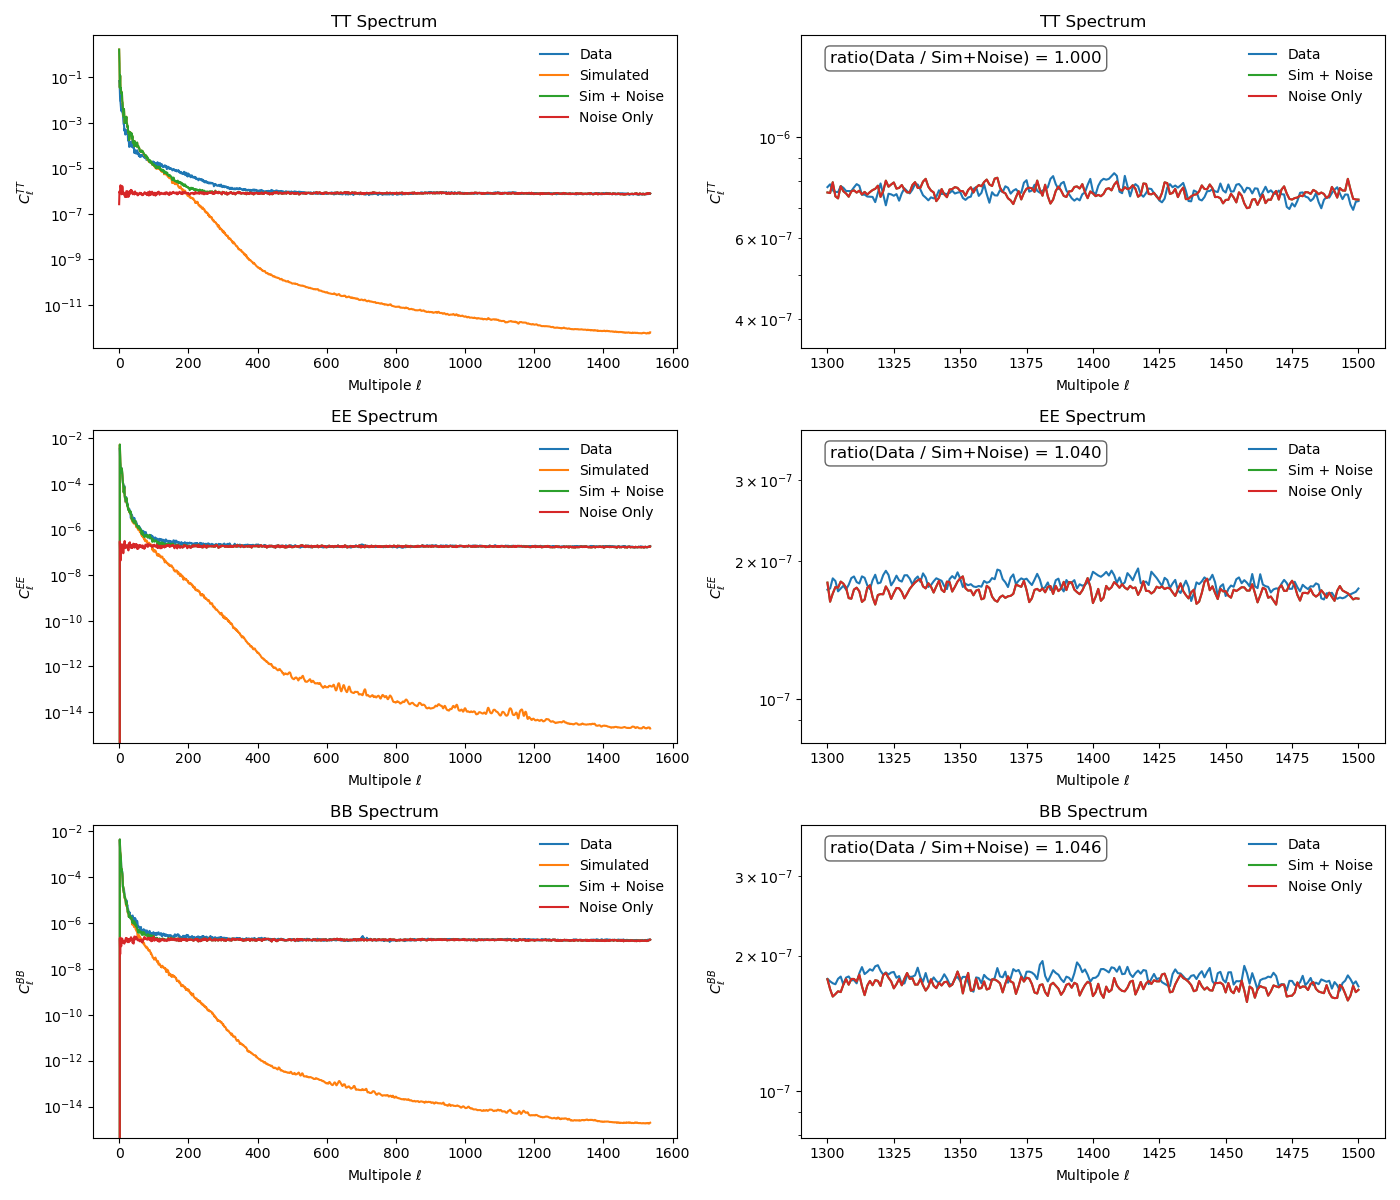 TT Spectrum
10⁻¹
10⁻³
10⁻⁵
10⁻⁷
10⁻⁹
10⁻¹¹
C_ℓ^TT
0 200 400 600 800 1000 1200 1400 1600
Multipole ℓ
Data
Simulated
Sim + Noise
Noise Only
TT Spectrum
ratio(Data / Sim+Noise) = 1.000
Data
Sim + Noise
Noise Only
10⁻⁶
6 × 10⁻⁷
4 × 10⁻⁷
C_ℓ^TT
1300 1325 1350 1375 1400 1425 1450 1475 1500
Multipole ℓ
EE Spectrum
10⁻²
10⁻⁴
10⁻⁶
10⁻⁸
10⁻¹⁰
10⁻¹²
10⁻¹⁴
C_ℓ^EE
0 200 400 600 800 1000 1200 1400 1600
Multipole ℓ
Data
Simulated
Sim + Noise
Noise Only
EE Spectrum
ratio(Data / Sim+Noise) = 1.040
Data
Sim + Noise
Noise Only
3 × 10⁻⁷
2 × 10⁻⁷
10⁻⁷
C_ℓ^EE
1300 1325 1350 1375 1400 1425 1450 1475 1500
Multipole ℓ
BB Spectrum
10⁻²
10⁻⁴
10⁻⁶
10⁻⁸
10⁻¹⁰
10⁻¹²
10⁻¹⁴
C_ℓ^BB
0 200 400 600 800 1000 1200 1400 1600
Multipole ℓ
Data
Simulated
Sim + Noise
Noise Only
BB Spectrum
ratio(Data / Sim+Noise) = 1.046
Data
Sim + Noise
Noise Only
3 × 10⁻⁷
2 × 10⁻⁷
10⁻⁷
C_ℓ^BB
1300 1325 1350 1375 1400 1425 1450 1475 1500
Multipole ℓ